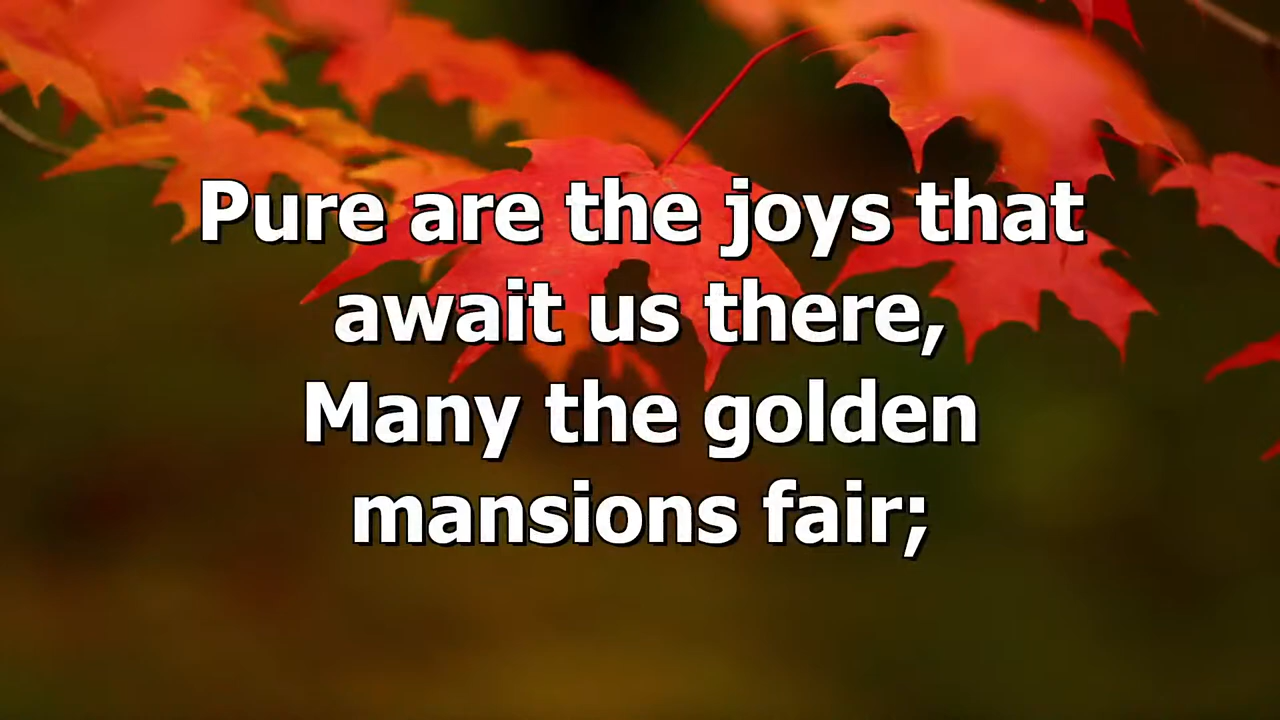 Pure are the joys that
await us there,
Many the golden
mansions fair;